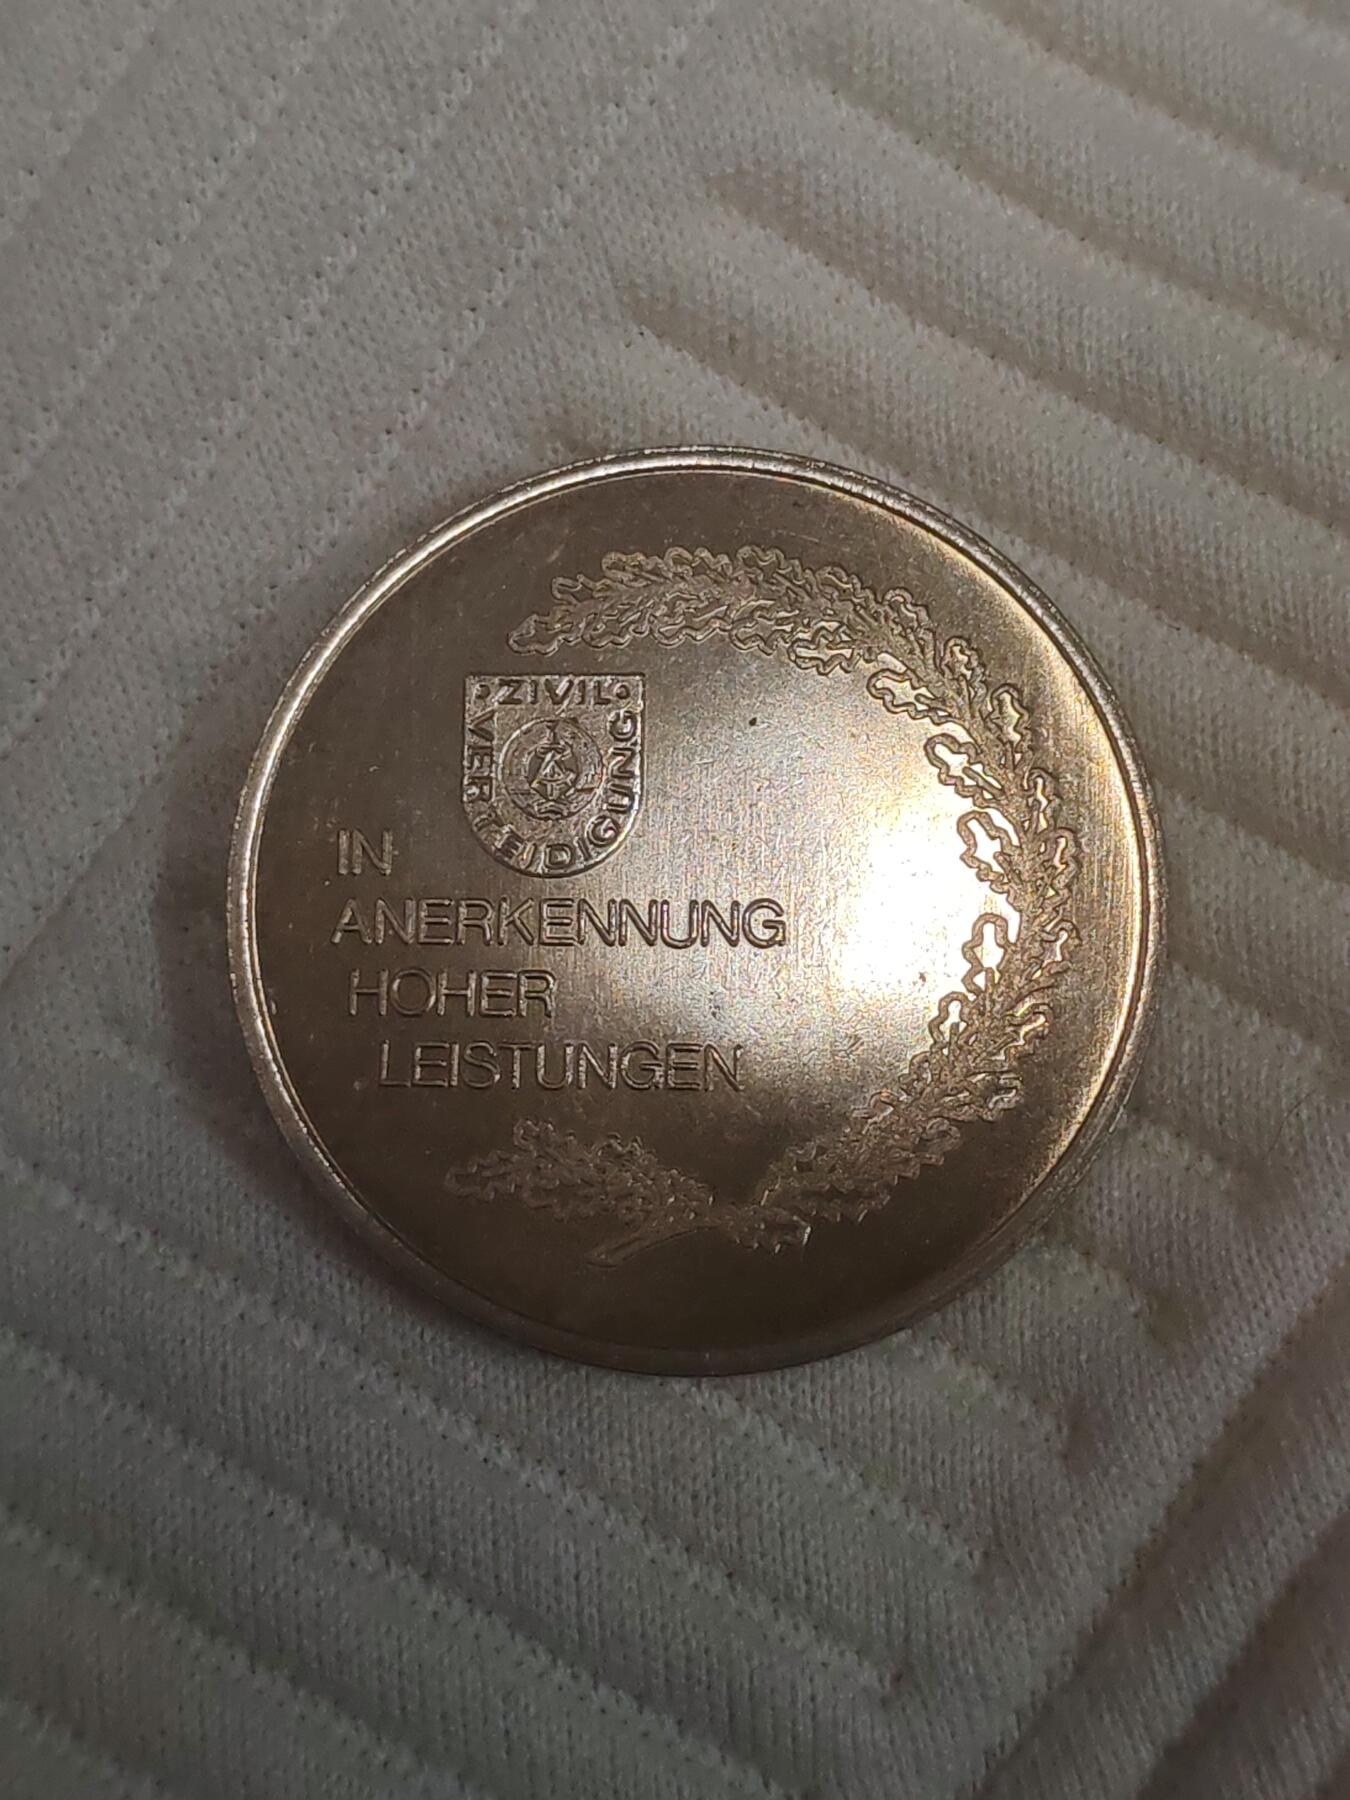 ·ZIVIL·
VERTEIDIGUNG
IN
ANERKENNUNG
HOHER
LEISTUNGEN